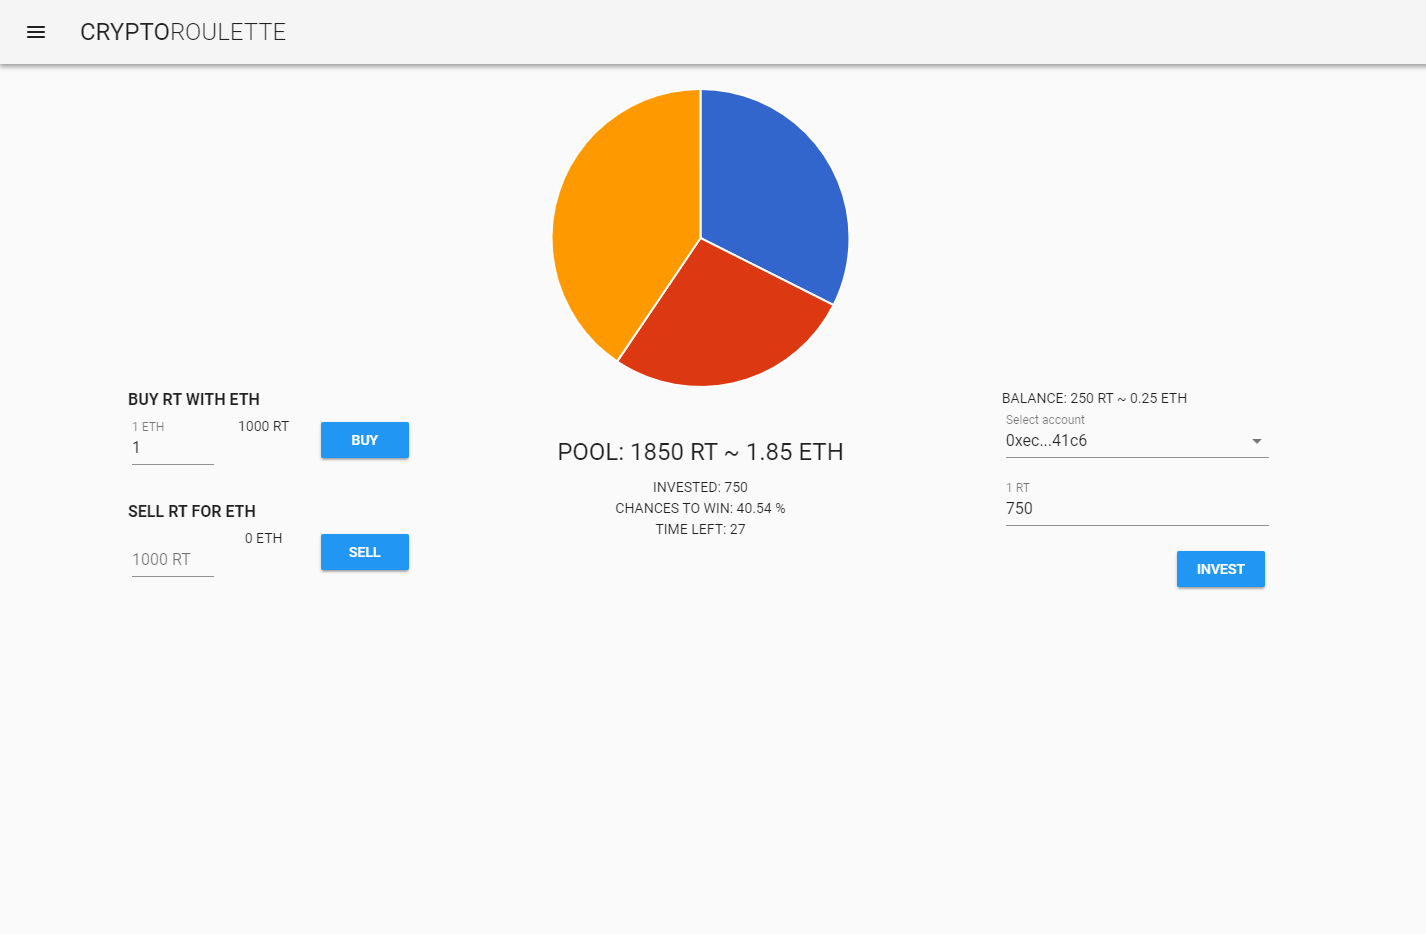 CRYPTOROULETTE
BUY RT WITH ETH
1 ETH
1000 RT
1
BUY
SELL RT FOR ETH
0 ETH
1000 RT
SELL
POOL: 1850 RT ~ 1.85 ETH
INVESTED: 750
CHANCES TO WIN: 40.54 %
TIME LEFT: 27
BALANCE: 250 RT ~ 0.25 ETH
Select account
0xec...41c6
1 RT
750
INVEST